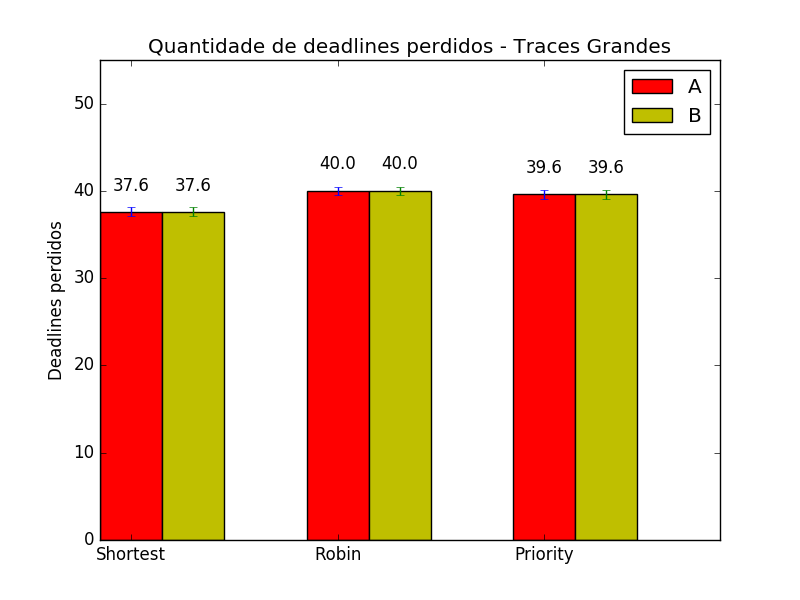 Quantidade de deadlines perdidos - Traces Grandes
A
B
37.6
37.6
40.0
40.0
39.6
39.6
Deadlines perdidos
50
40
30
20
10
0
Shortest
Robin
Priority